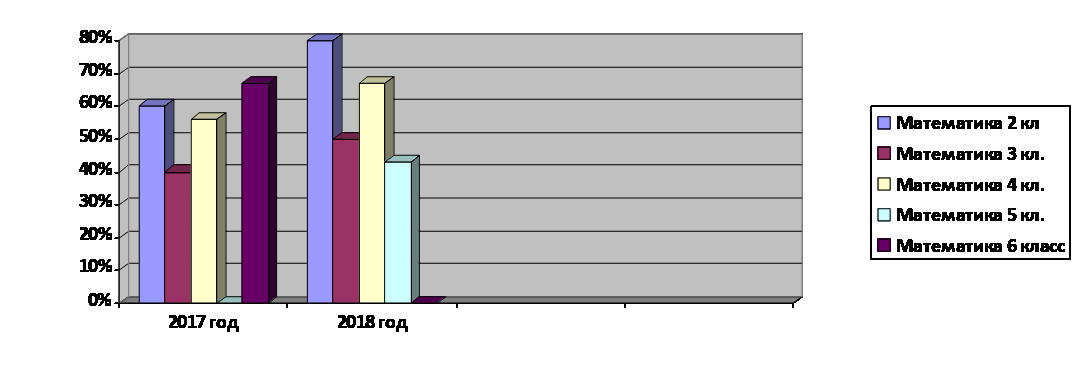 80%
70%
60%
50%
40%
30%
20%
10%
0%
2017 год
2018 год
Математика 2 кл
Математика 3 кл.
Математика 4 кл.
Математика 5 кл.
Математика 6 класс